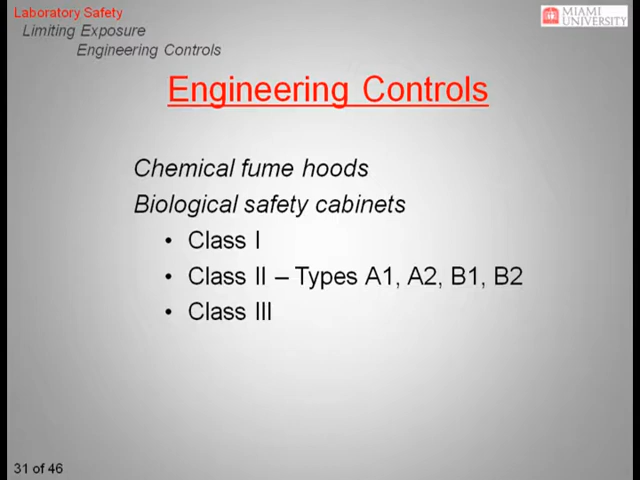 Laboratory Safety
Limiting Exposure
Engineering Controls
MIAMI
UNIVERSITY
Engineering Controls
Chemical fume hoods
Biological safety cabinets
• Class I
• Class II – Types A1, A2, B1, B2
• Class III
31 of 46